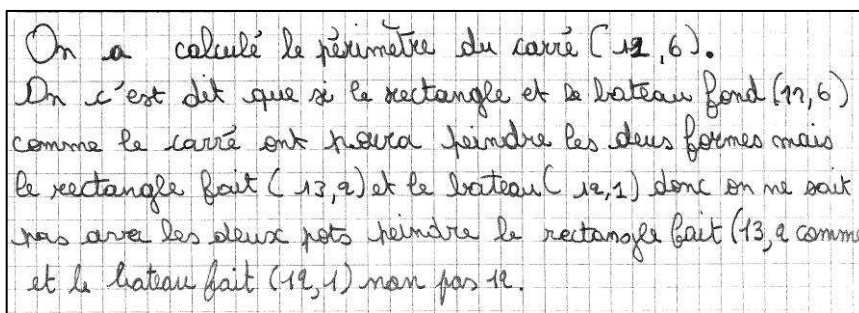 On a calculé le périmètre du carré (12,6).
On c'est dit que si le rectangle et le bateau fond (12,6)
comme le carré ont poura peindre les deus formes mais
le rectangle fait (13,2) et le bateau (12,1) donc on ne sait
pas avec les deux pots peindre le rectangle fait (13,2 comme
et le bateau fait (12,1) non pas 12.